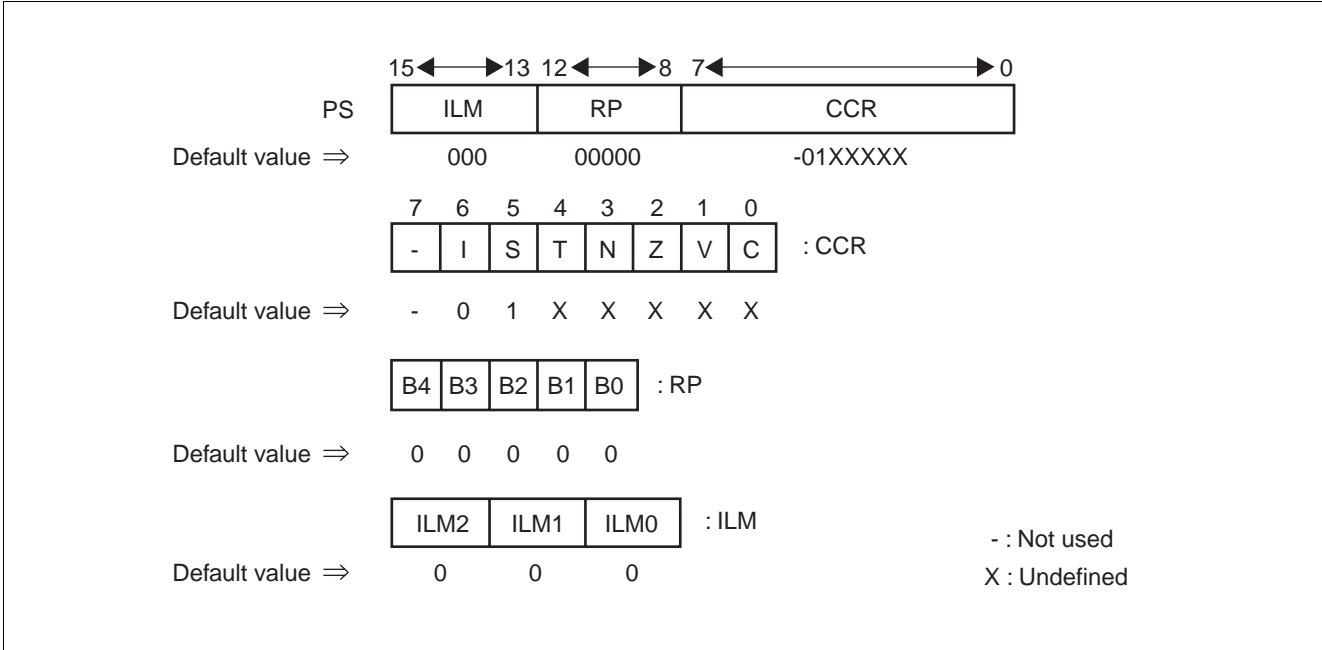 15 13 12 8 7 0
PS ILM RP CCR
Default value ⇒ 000 00000 -01XXXXX
7 6 5 4 3 2 1 0
- I S T N Z V C : CCR
Default value ⇒ - 0 1 X X X X X
B4 B3 B2 B1 B0 : RP
Default value ⇒ 0 0 0 0 0
ILM2 ILM1 ILM0 : ILM
- : Not used
Default value ⇒ 0 0 0
X : Undefined